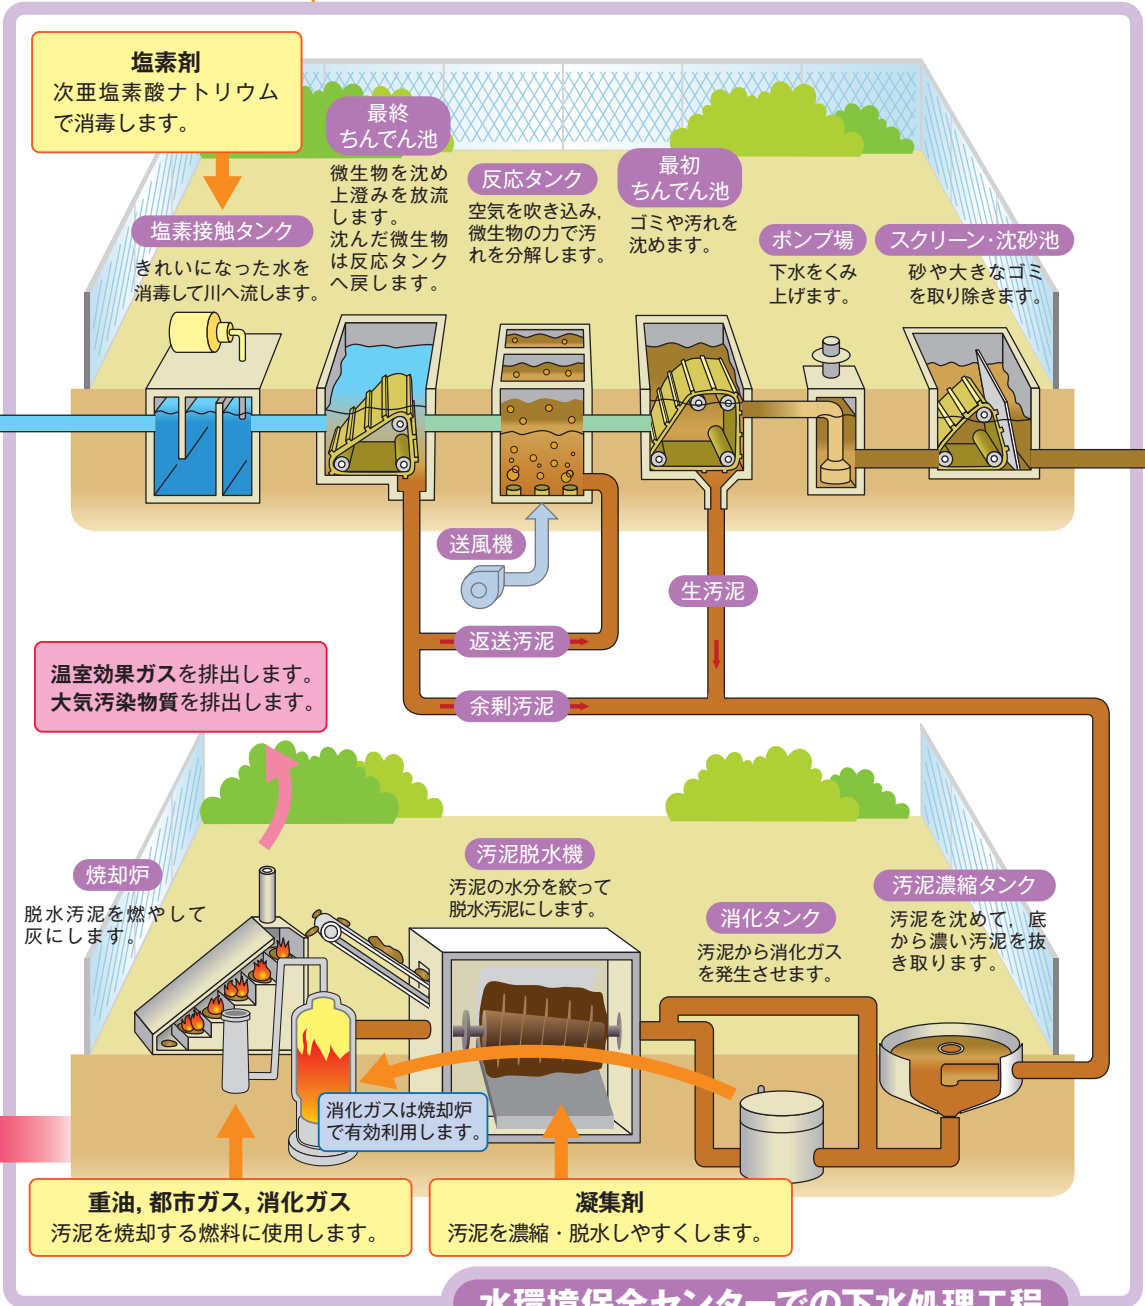 塩素剤
次亜塩素酸ナトリウム
で消毒します。
最終
ちんでん池
微生物を沈め
上澄みを放流
します。
沈んだ微生物
は反応タンク
へ戻します。
反応タンク
空気を吹き込み,
微生物の力で汚
れを分解します。
最初
ちんでん池
ゴミや汚れを
沈めます。
ポンプ場
下水をくみ
上げます。
スクリーン・沈砂池
砂や大きなゴミ
を取り除きます。
塩素接触タンク
きれいになった水を
消毒して川へ流します。
送風機
生汚泥
返送汚泥
余剰汚泥
温室効果ガスを排出します。
大気汚染物質を排出します。
焼却炉
脱水汚泥を燃やして
灰にします。
汚泥脱水機
汚泥の水分を絞って
脱水汚泥にします。
消化タンク
汚泥から消化ガス
を発生させます。
汚泥濃縮タンク
汚泥を沈めて，底
から濃い汚泥を抜
き取ります。
消化ガスは焼却炉
で有効利用します。
重油, 都市ガス, 消化ガス
汚泥を焼却する燃料に使用します。
凝集剤
汚泥を濃縮・脱水しやすくします。
水環境保全センターでの下水処理工程